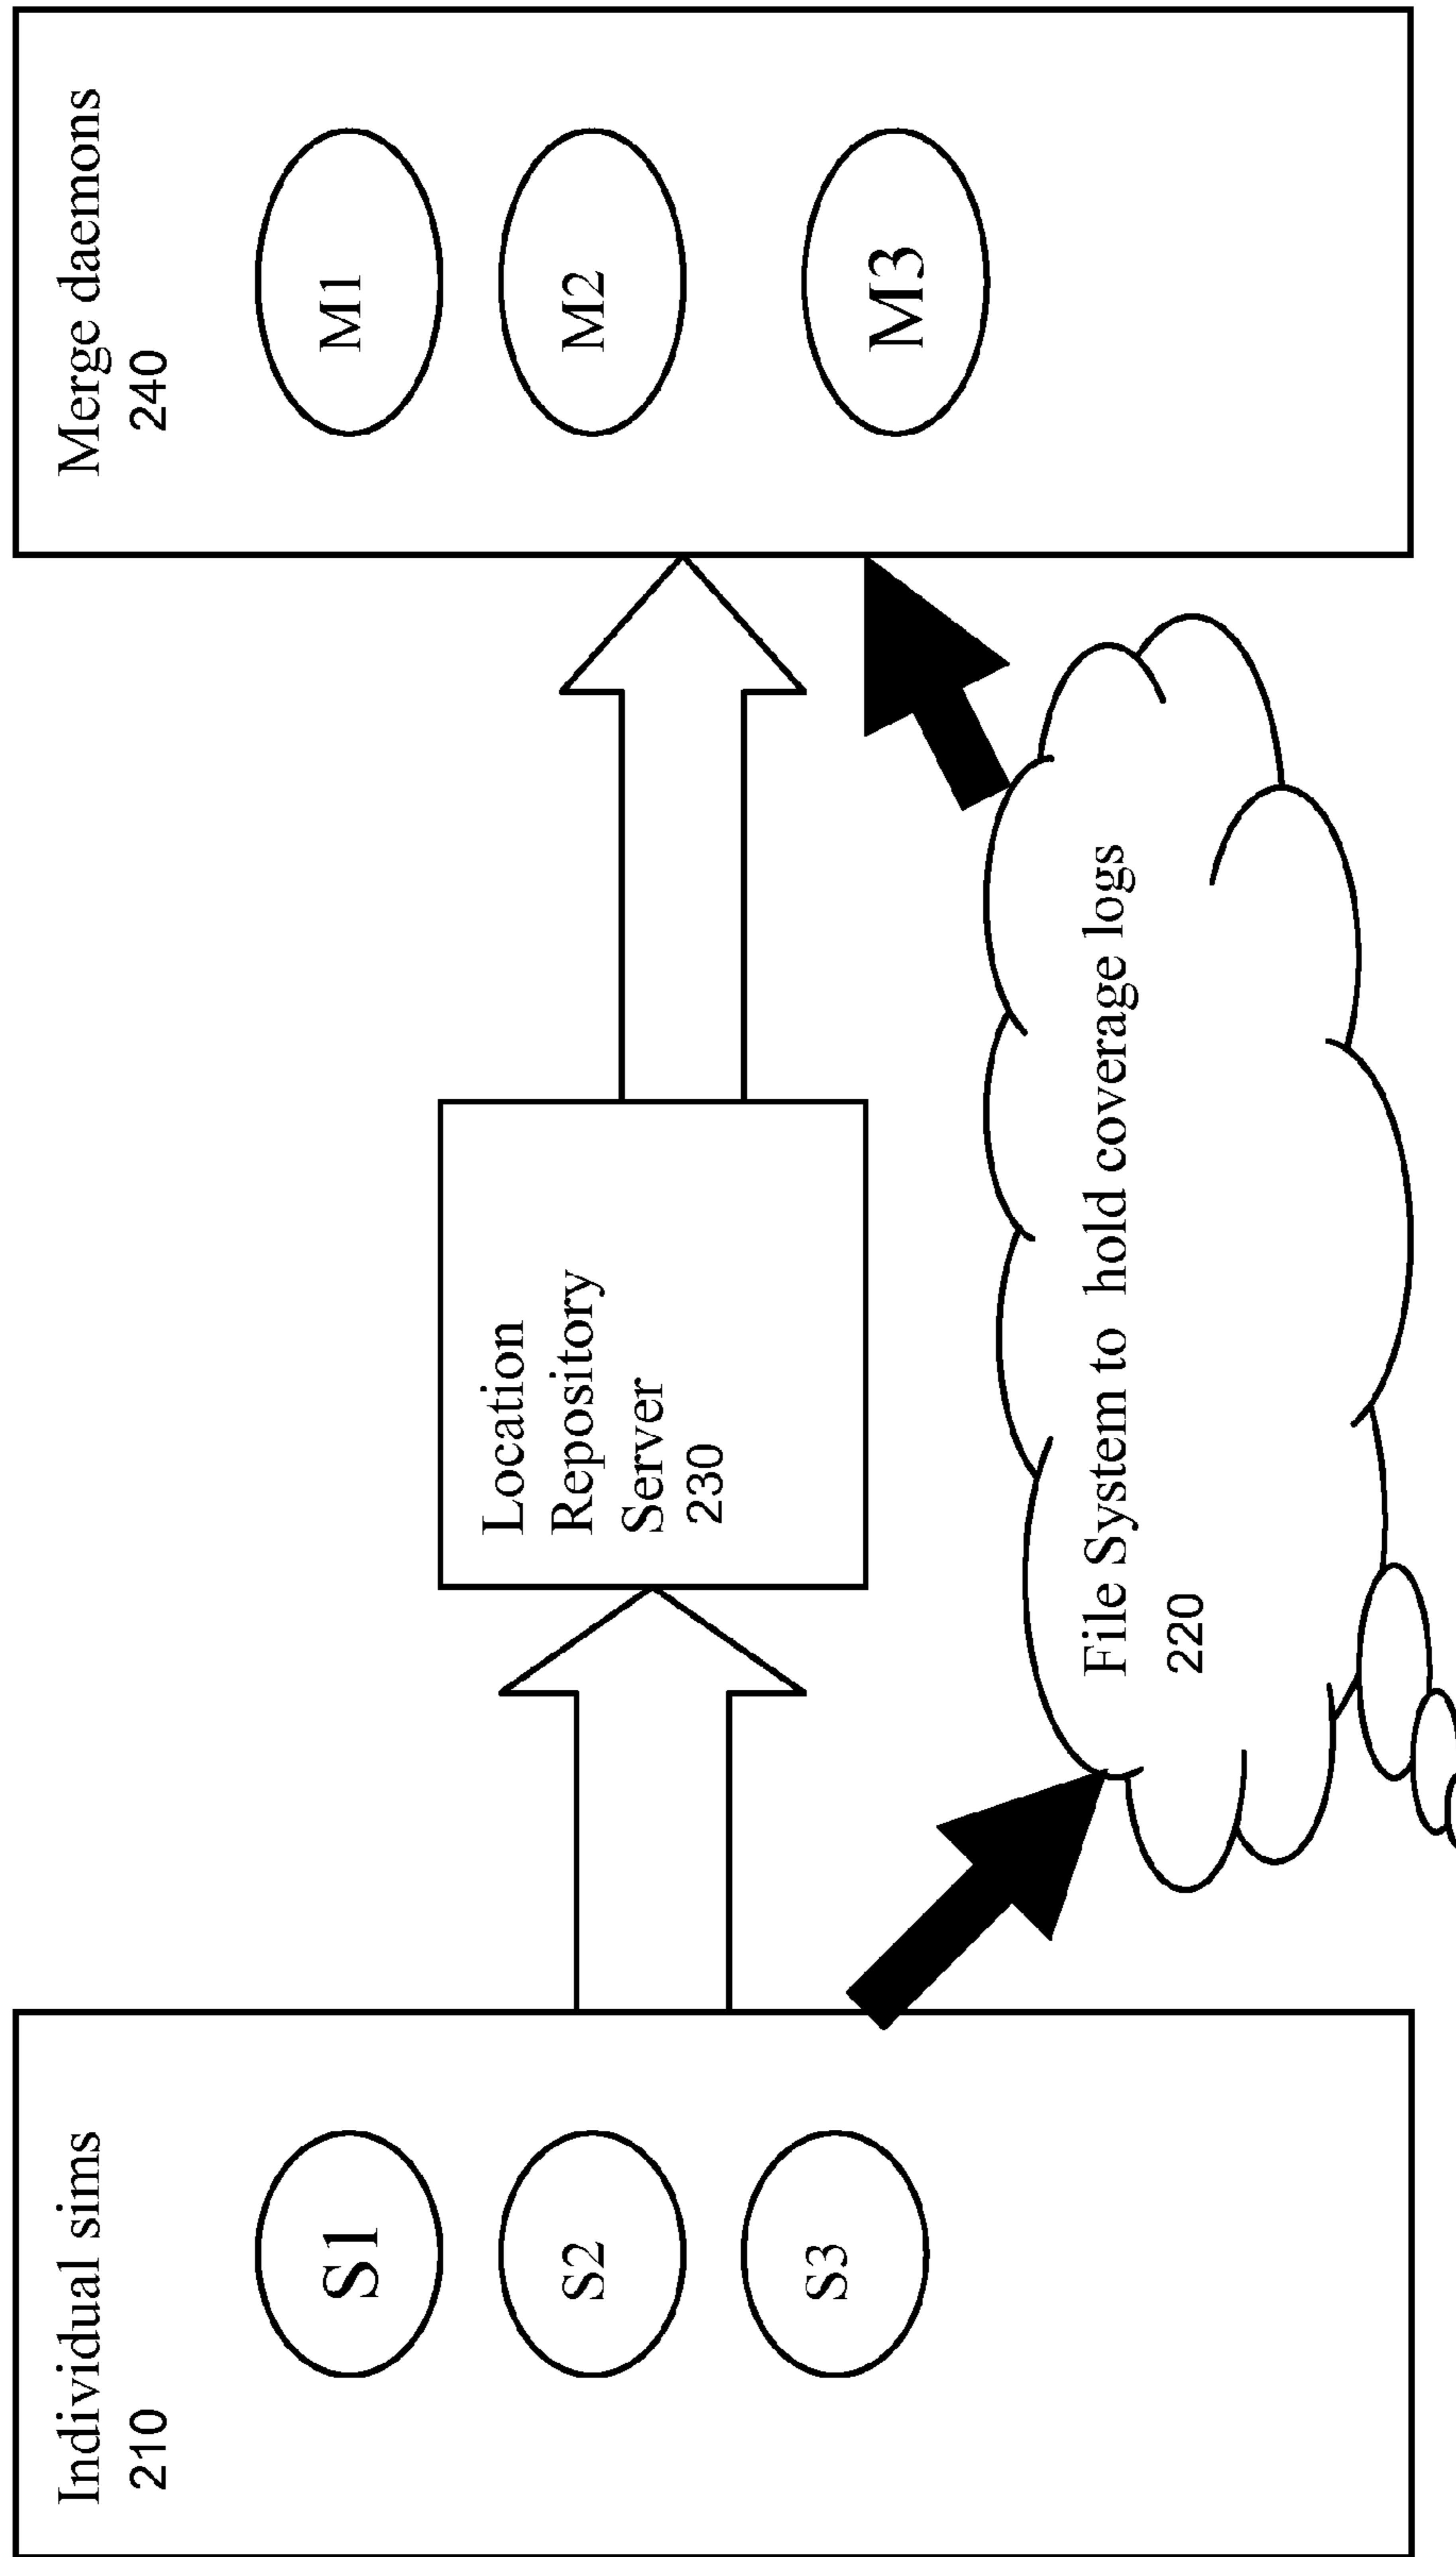 Individual sims
210
S1
S2
S3
Location
Repository
Server
230
File System to hold coverage logs
220
Merge daemons
240
M1
M2
M3